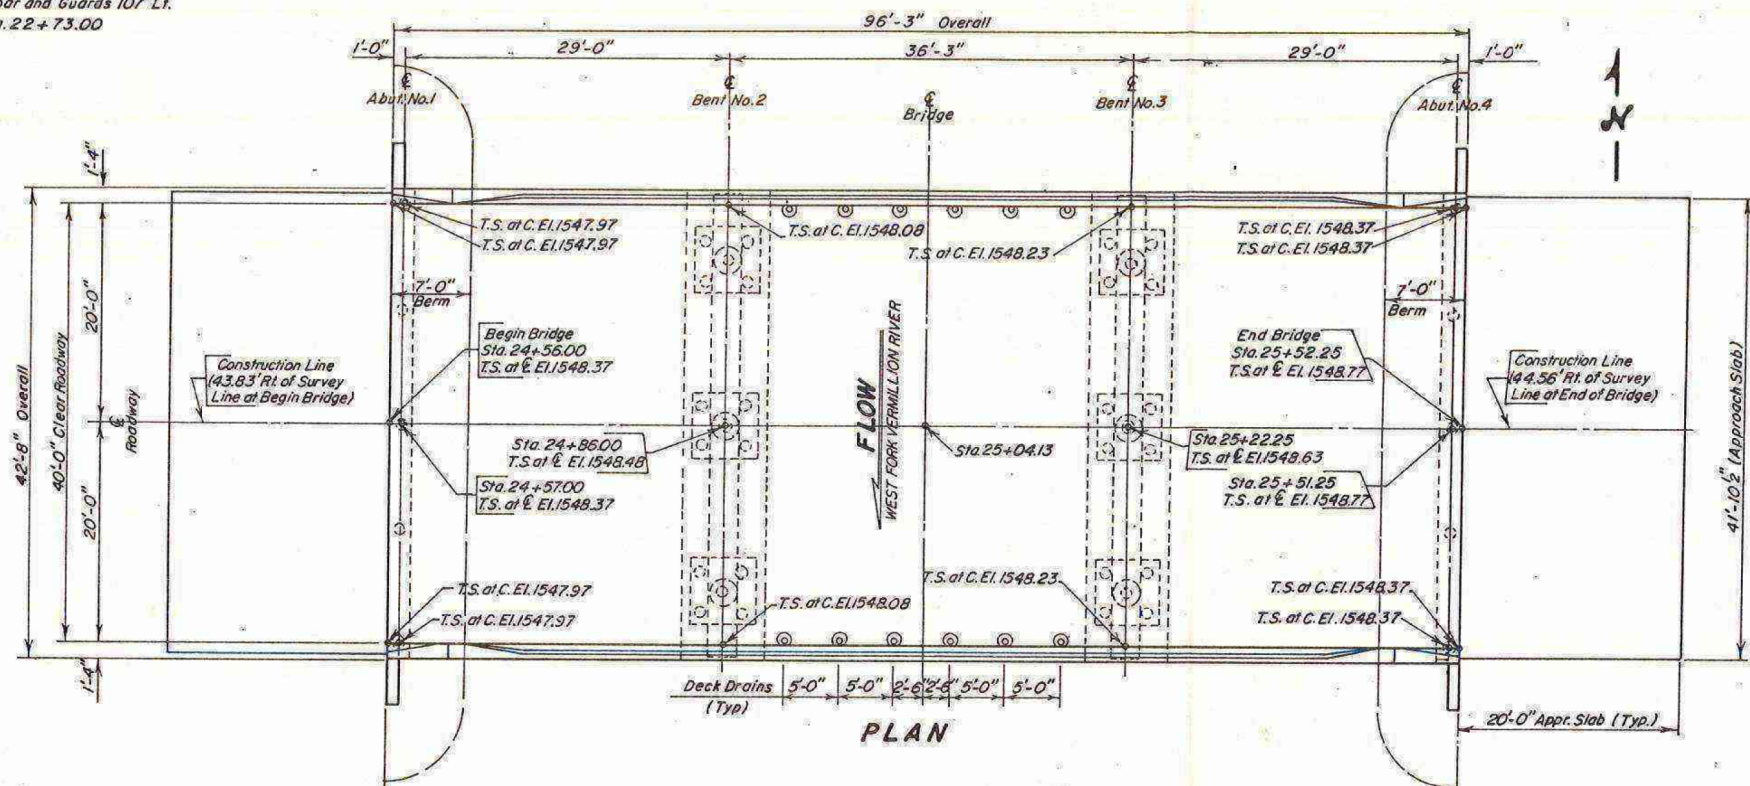 bar and Guards 107' Lt.
22+73.00
96'-3" Overall
1'-0"
29'-0"
36'-3"
29'-0"
1'-0"
℄
Abut. No.1
℄
Bent No.2
℄
Bridge
℄
Bent No.3
℄
Abut. No.4
N
1'-4"
T.S. at C. El. 1547.97
T.S. at C. El. 1547.97
T.S. at C. El. 1548.08
T.S. at C. El. 1548.23
T.S. at C. El. 1548.37
T.S. at C. El. 1548.37
7'-0"
Berm
7'-0"
Berm
20'-0"
Begin Bridge
Sta. 24+56.00
T.S. at ℄ El. 1548.37
End Bridge
Sta. 25+52.25
T.S. at ℄ El. 1548.77
Construction Line
(43.83' Rt. of Survey
Line at Begin Bridge)
Construction Line
(44.56' Rt. of Survey
Line at End of Bridge)
FLOW
WEST FORK VERMILLION RIVER
℄
Roadway
42'-8" Overall
40'-0" Clear Roadway
Sta. 24+86.00
T.S. at ℄ El. 1548.48
Sta. 25+04.13
Sta. 25+22.25
T.S. at ℄ El. 1548.63
Sta. 24+57.00
T.S. at ℄ El. 1548.37
Sta. 25+51.25
T.S. at ℄ El. 1548.77
20'-0"
41'-10½" (Approach Slab)
T.S. at C. El. 1547.97
T.S. at C. El. 1547.97
T.S. at C. El. 1548.08
T.S. at C. El. 1548.23
T.S. at C. El. 1548.37
T.S. at C. El. 1548.37
1'-4"
Deck Drains
(Typ)
5'-0"
5'-0"
2'-6"
2'-6"
5'-0"
5'-0"
20'-0" Appr. Slab (Typ.)
PLAN